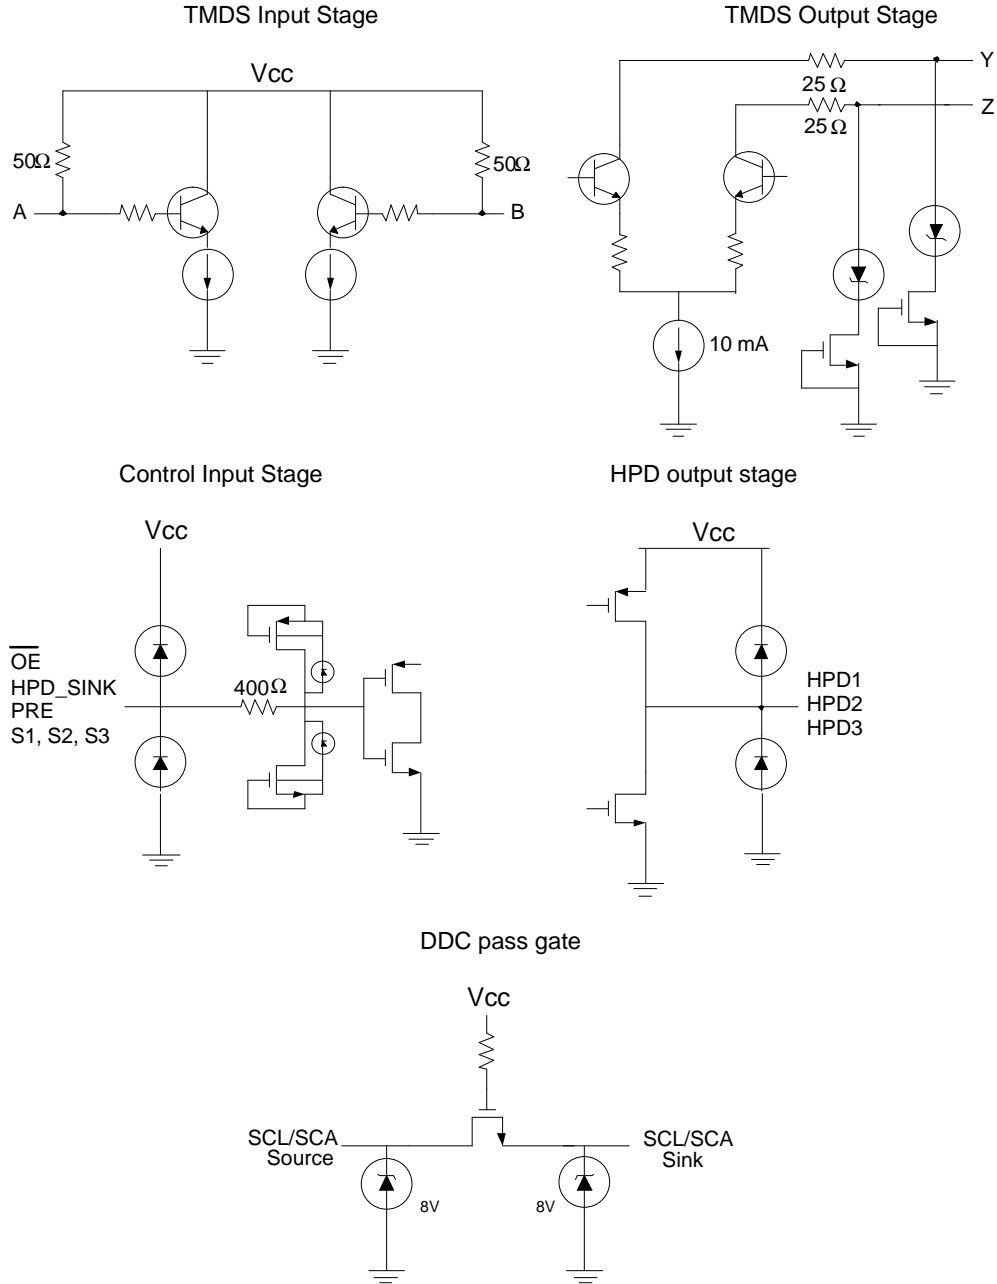 TMDS Input Stage
TMDS Output Stage
Vcc
50Ω
50Ω
A
B
25 Ω
25 Ω
Y
Z
10 mA
Control Input Stage
HPD output stage
Vcc
OE
HPD_SINK
PRE
S1, S2, S3
400Ω
Vcc
HPD1
HPD2
HPD3
DDC pass gate
Vcc
SCL/SCA
Source
SCL/SCA
Sink
8V
8V